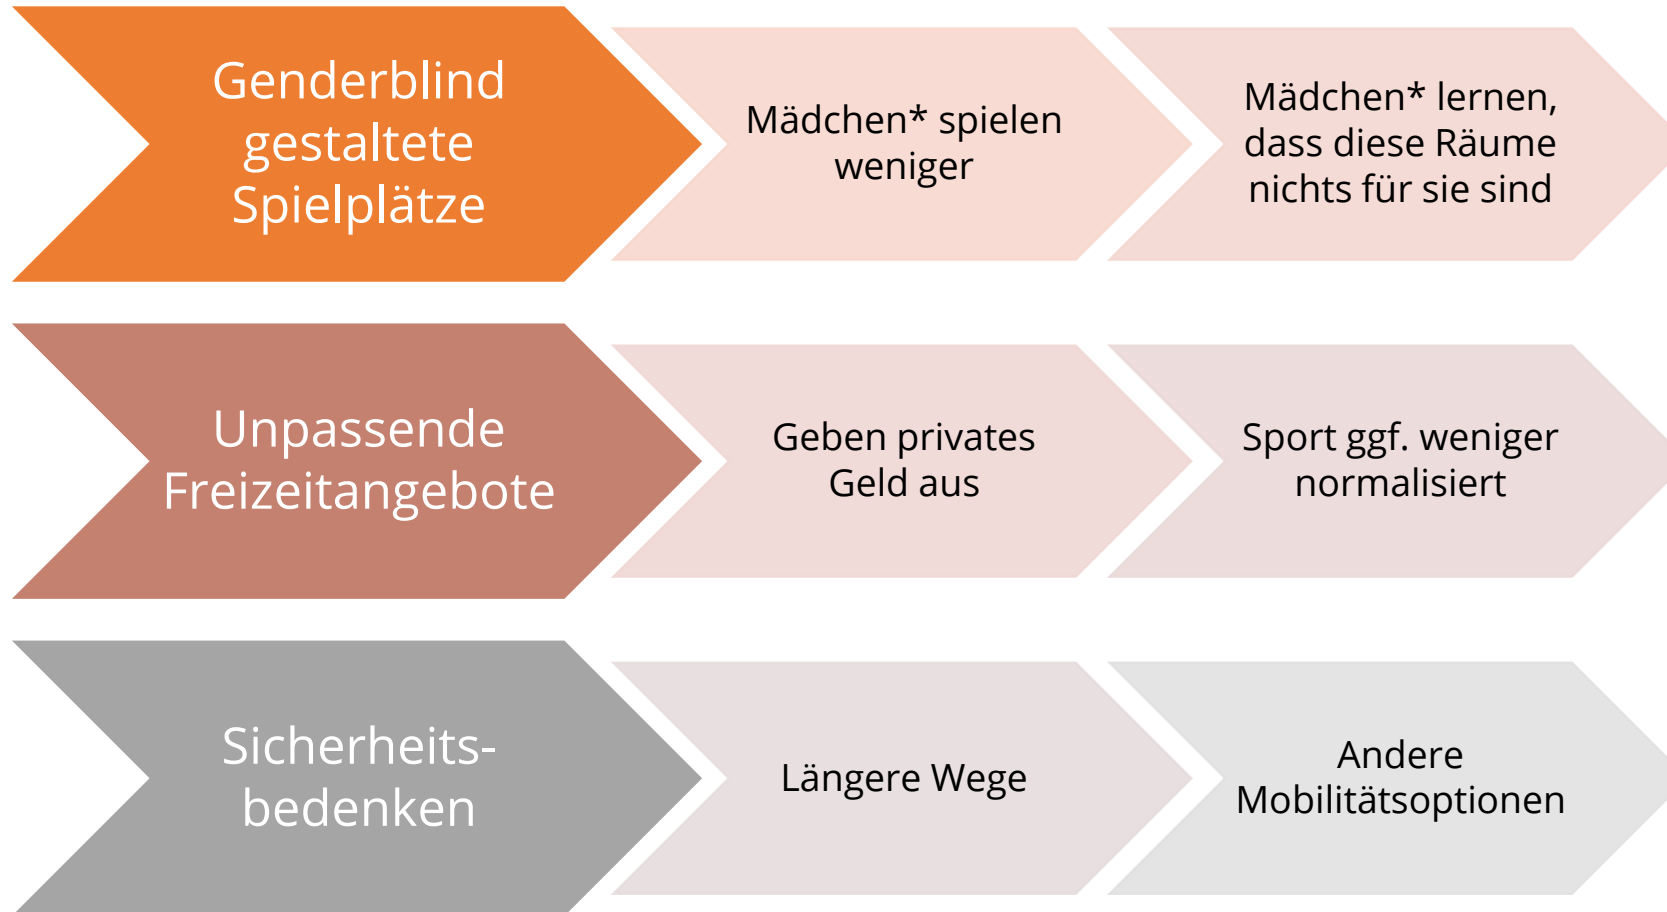 Genderblind
gestaltete
Spielplätze
Mädchen* spielen
weniger
Mädchen* lernen,
dass diese Räume
nichts für sie sind
Unpassende
Freizeitangebote
Geben privates
Geld aus
Sport ggf. weniger
normalisiert
Sicherheits-
bedenken
Längere Wege
Andere
Mobilitätsoptionen